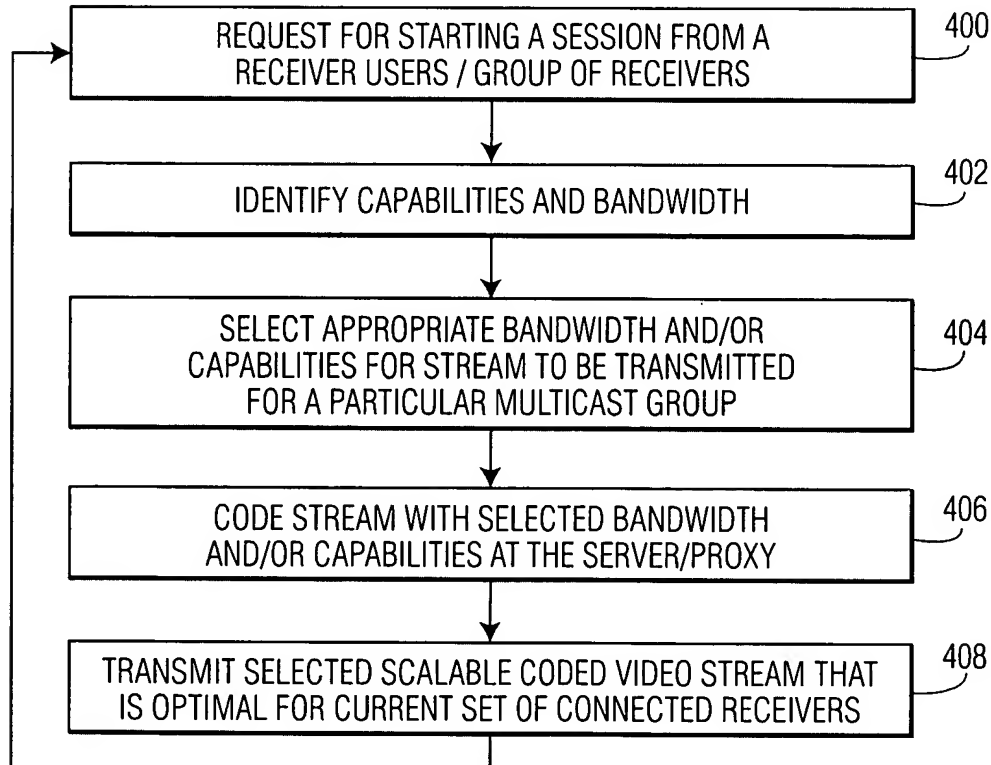 REQUEST FOR STARTING A SESSION FROM A
RECEIVER USERS / GROUP OF RECEIVERS
400
IDENTIFY CAPABILITIES AND BANDWIDTH
402
SELECT APPROPRIATE BANDWIDTH AND/OR
CAPABILITIES FOR STREAM TO BE TRANSMITTED
FOR A PARTICULAR MULTICAST GROUP
404
CODE STREAM WITH SELECTED BANDWIDTH
AND/OR CAPABILITIES AT THE SERVER/PROXY
406
TRANSMIT SELECTED SCALABLE CODED VIDEO STREAM THAT
IS OPTIMAL FOR CURRENT SET OF CONNECTED RECEIVERS
408